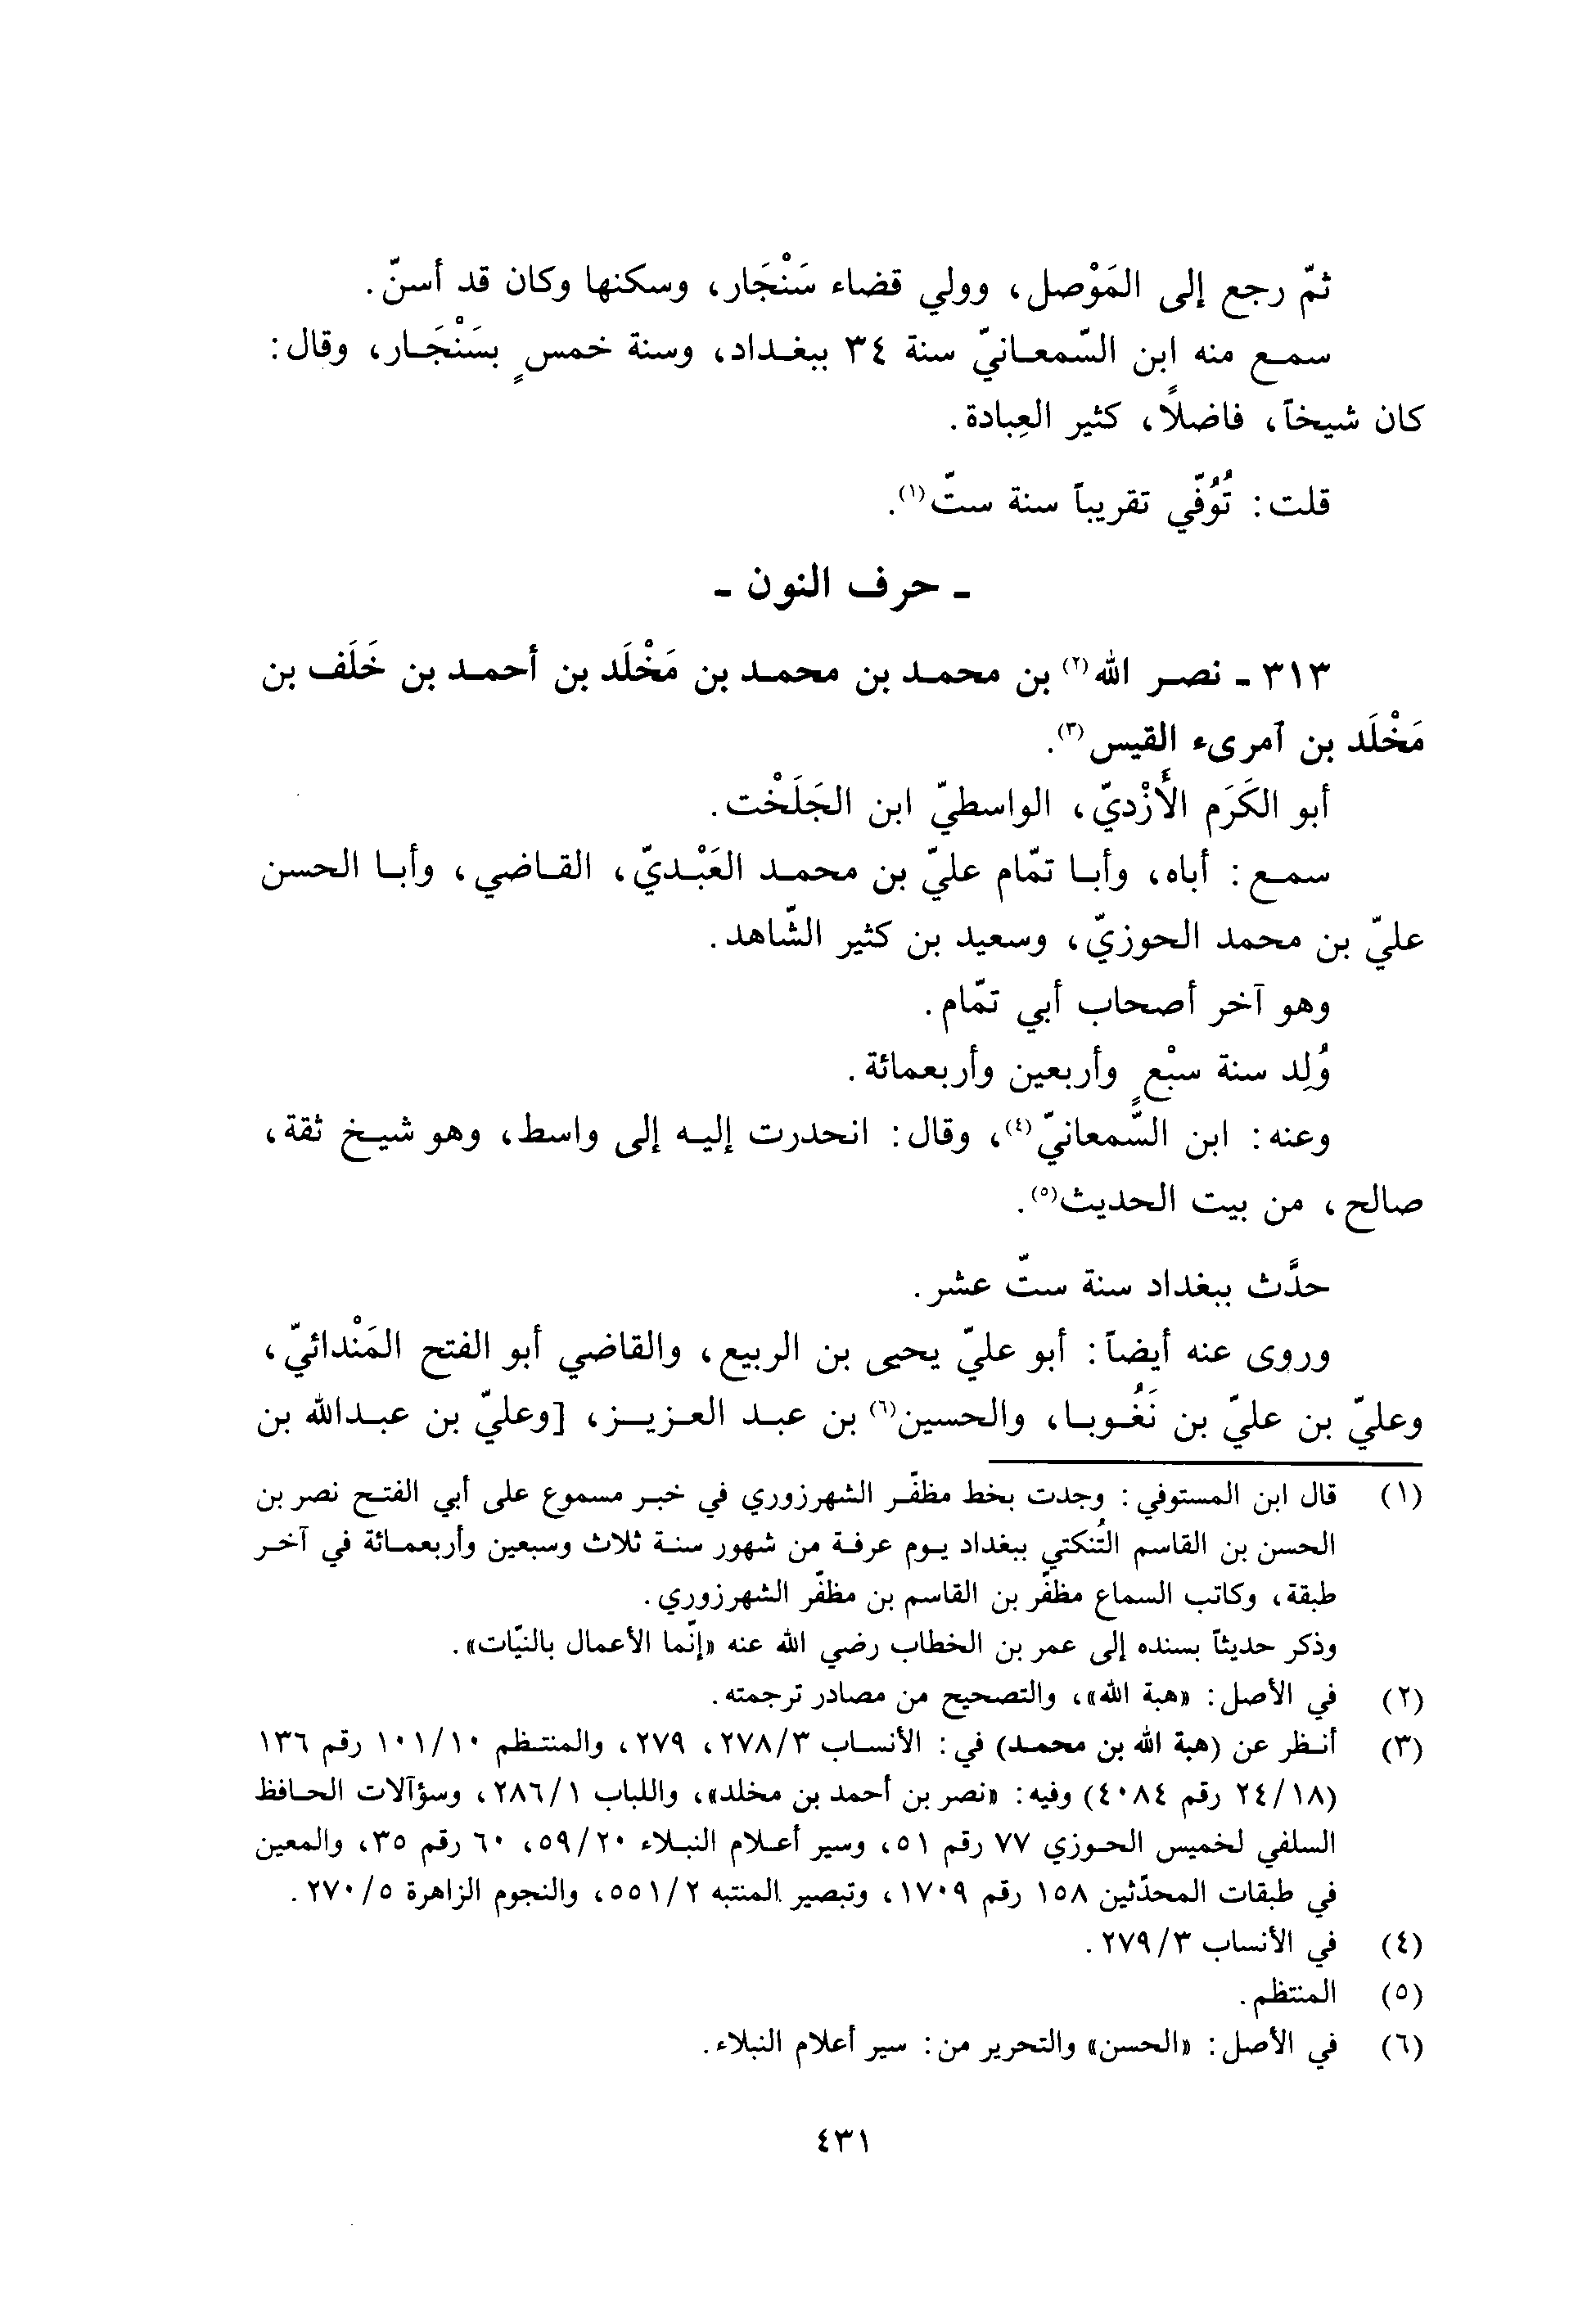 ثمّ رجع إلى المَوْصل، وولي قضاء سَنْجَار، وسكنها وكان قد أسنّ.
سمع منه ابن السّمعانيّ سنة ٣٤ ببغداد، وسنة خمسٍ بسَنْجَار، وقال:
كان شيخاً، فاضلًا، كثير العِبادة.
قلت: تُوُفّي تقريباً سنة ستّ(١).
- حرف النون -
٣١٣ - نصر الله(٢) بن محمد بن محمد بن مَخْلَد بن أحمد بن خَلَف بن
مَخْلَد بن آمرىء القيس(٣).
أبو الكَرَم الأَزْديّ، الواسطيّ ابن الجَلَخْت.
سمع: أباه، وأبا تمّام عليّ بن محمد العَبْديّ، القاضي، وأبا الحسن
عليّ بن محمد الحوزيّ، وسعيد بن كثير الشّاهد.
وهو آخر أصحاب أبي تمّام.
وُلِد سنة سبْعٍ وأربعين وأربعمائة.
وعنه: ابن السَّمعانيّ(٤)، وقال: انحدرت إليه إلى واسط، وهو شيخ ثقة،
صالح، من بيت الحديث(٥).
حدَّث ببغداد سنة ستّ عشر.
وروى عنه أيضاً: أبو عليّ يحيى بن الربيع، والقاضي أبو الفتح المَنْدائيّ،
وعليّ بن عليّ بن نَغُوبا، والحسين(٦) بن عبد العزيز، [وعليّ بن عبدالله بن
(١) قال ابن المستوفي: وجدت بخط مظفّر الشهرزوري في خبر مسموع على أبي الفتح نصر بن
الحسن بن القاسم التُنكتي ببغداد يوم عرفة من شهور سنة ثلاث وسبعين وأربعمائة في آخر
طبقة، وكاتب السماع مظفّر بن القاسم بن مظفّر الشهرزوري.
وذكر حديثاً بسنده إلى عمر بن الخطاب رضي الله عنه «إنّما الأعمال بالنيّات».
(٢) في الأصل: «هبة الله»، والتصحيح من مصادر ترجمته.
(٣) أنظر عن (هبة الله بن محمد) في: الأنساب ٢٧٨/٣، ٢٧٩، والمنتظم ١٠١/١٠ رقم ١٣٦
(٢٤/١٨ رقم ٤٠٨٤) وفيه: «نصر بن أحمد بن مخلد»، واللباب ٢٨٦/١، وسؤآلات الحافظ
السلفي لخميس الحوزي ٧٧ رقم ٥١، وسير أعلام النبلاء ٥٩/٢٠، ٦٠ رقم ٣٥، والمعين
في طبقات المحدّثين ١٥٨ رقم ١٧٠٩، وتبصير المنتبه ٥٥١/٢، والنجوم الزاهرة ٢٧٠/٥.
(٤) في الأنساب ٢٧٩/٣.
(٥) المنتظم.
(٦) في الأصل: «الحسن» والتحرير من: سير أعلام النبلاء.
٤٣١